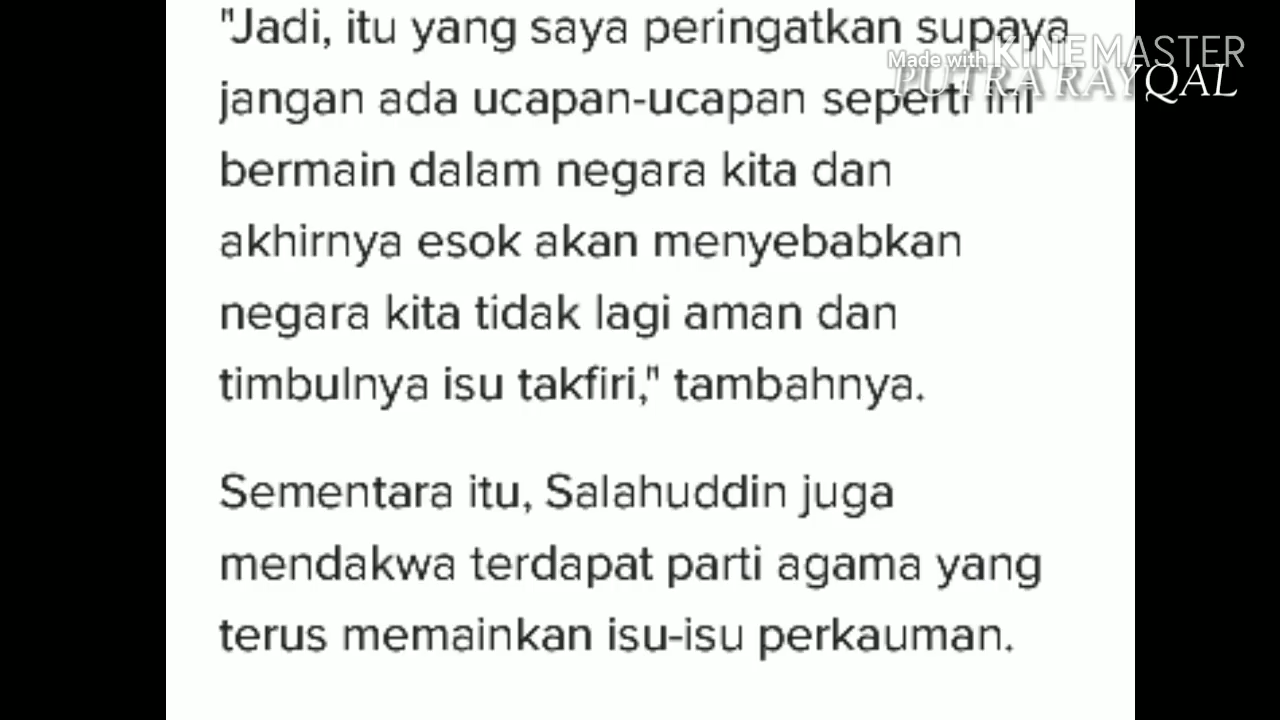 "Jadi, itu yang saya peringatkan supaya
Made with KINEMASTER
PUTRA RAYQAL
jangan ada ucapan-ucapan seperti ini
bermain dalam negara kita dan
akhirnya esok akan menyebabkan
negara kita tidak lagi aman dan
timbulnya isu takfiri," tambahnya.
Sementara itu, Salahuddin juga
mendakwa terdapat parti agama yang
terus memainkan isu-isu perkauman.